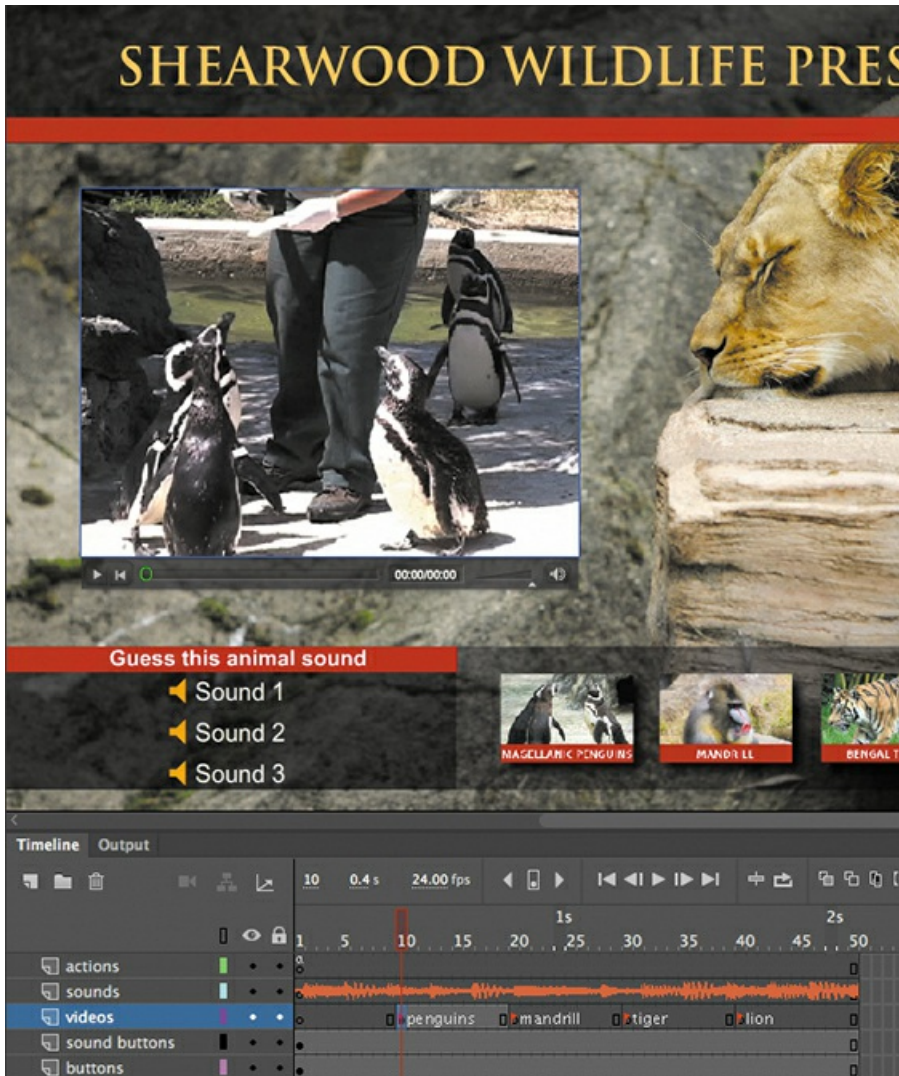 SHEARWOOD WILDLIFE PRES
00:00/00:00
Guess this animal sound
Sound 1
Sound 2
Sound 3
MAGELLANIC PENGUINS
MANDRILL
BENGAL T
Timeline Output
10 0.4 s 24.00 fps
1s 2s
1 5 10 15 20 25 30 35 40 45 50
actions
sounds
videos penguins mandrill tiger lion
sound buttons
buttons